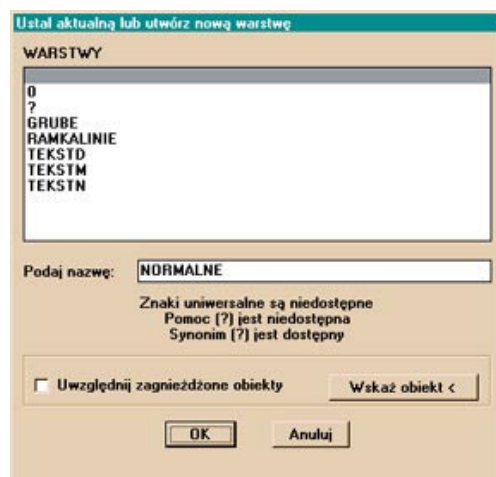 Ustal aktualną lub utwórz nową warstwę
WARSTWY
0
?
GRUBE
RAMKALINIE
TEKSTD
TEKSTM
TEKSTN
Podaj nazwę: NORMALNE
Znaki uniwersalne są niedostępne
Pomoc (?) jest niedostępna
Synonim (?) jest dostępny
Uwzględnij zagnieżdżone obiekty Wskaż obiekt <
OK Anuluj